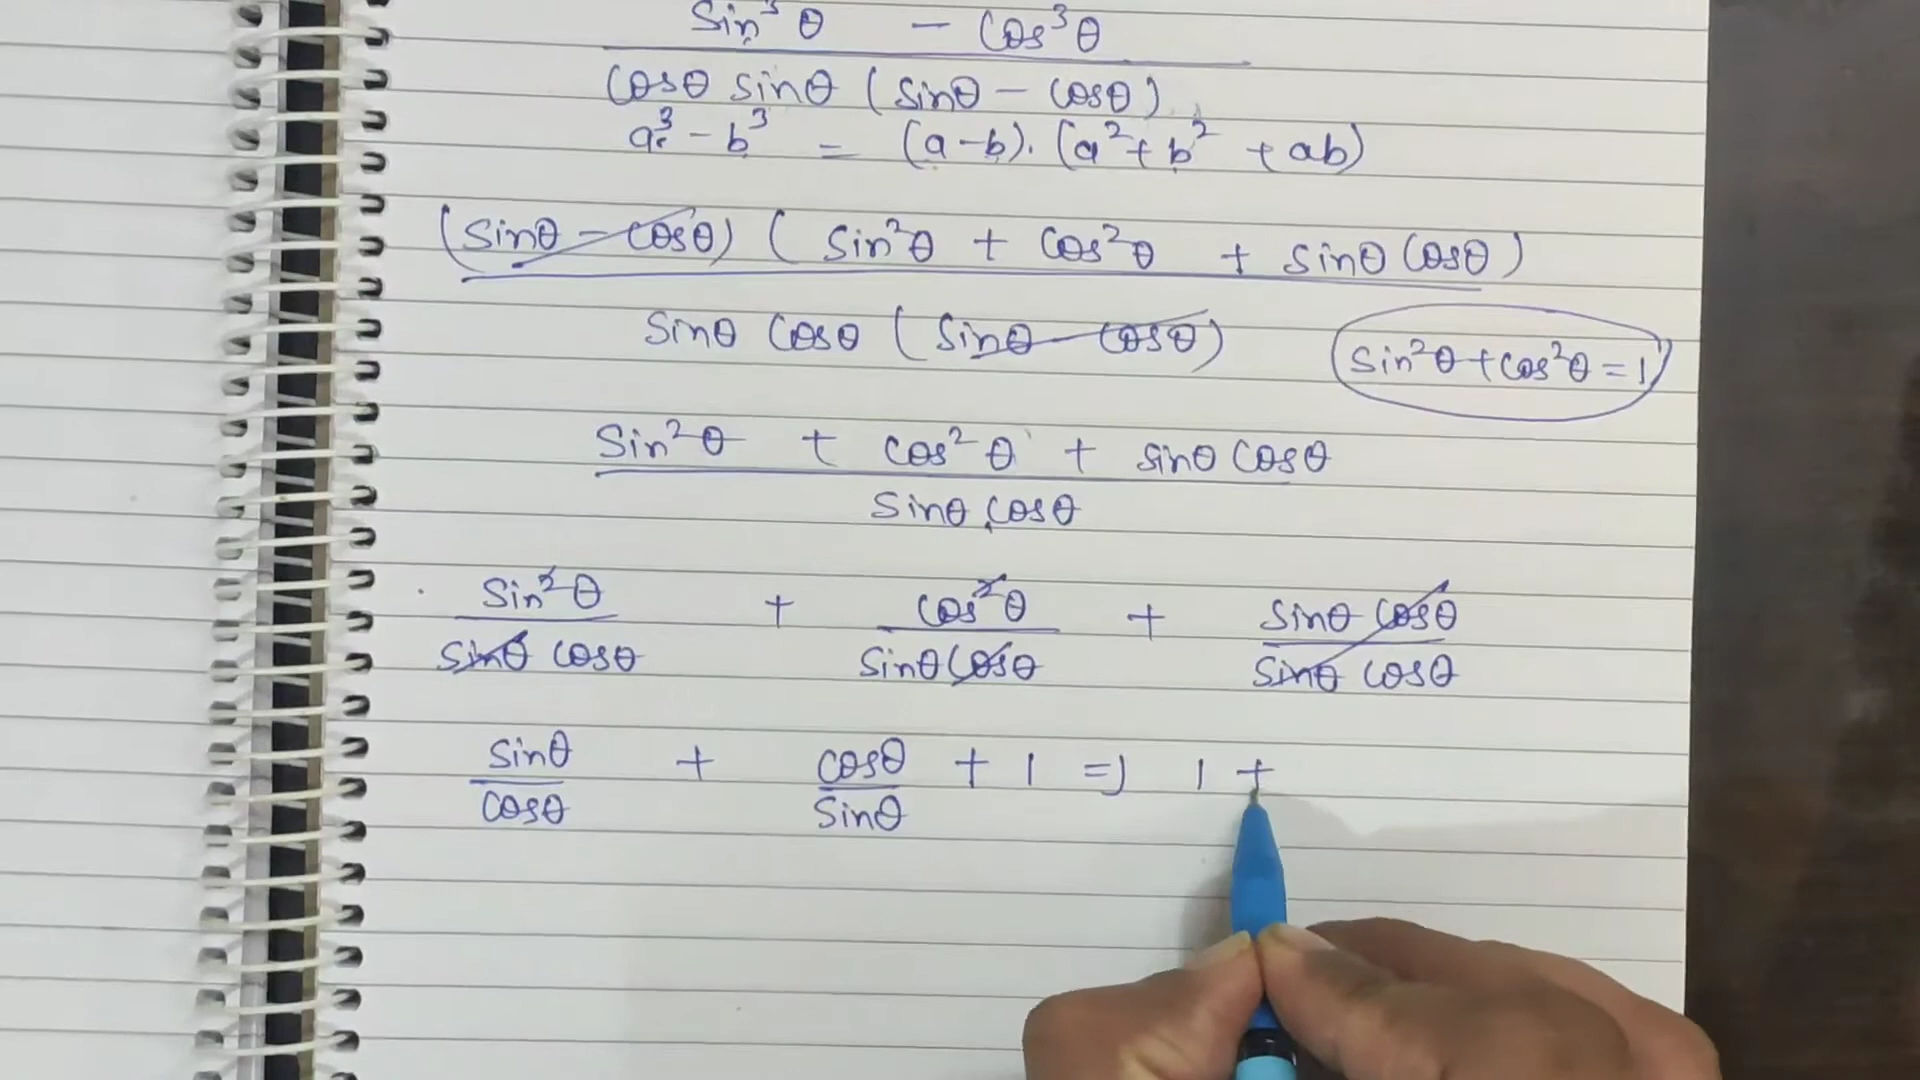 sin³θ - cos³θ
cosθ sinθ (sinθ - cosθ)
a³ - b³ = (a-b). (a² + b² + ab)
(sinθ - cosθ) ( sin²θ + cos²θ + sinθ cosθ )
sinθ cosθ ( sinθ - cosθ )
sin²θ + cos²θ = 1
sin²θ + cos²θ + sinθ cosθ
sinθ cosθ
sin²θ + cos²θ + sinθ cosθ
sinθ cosθ sinθ cosθ sinθ cosθ
sinθ + cosθ + 1 => 1 +
cosθ sinθ